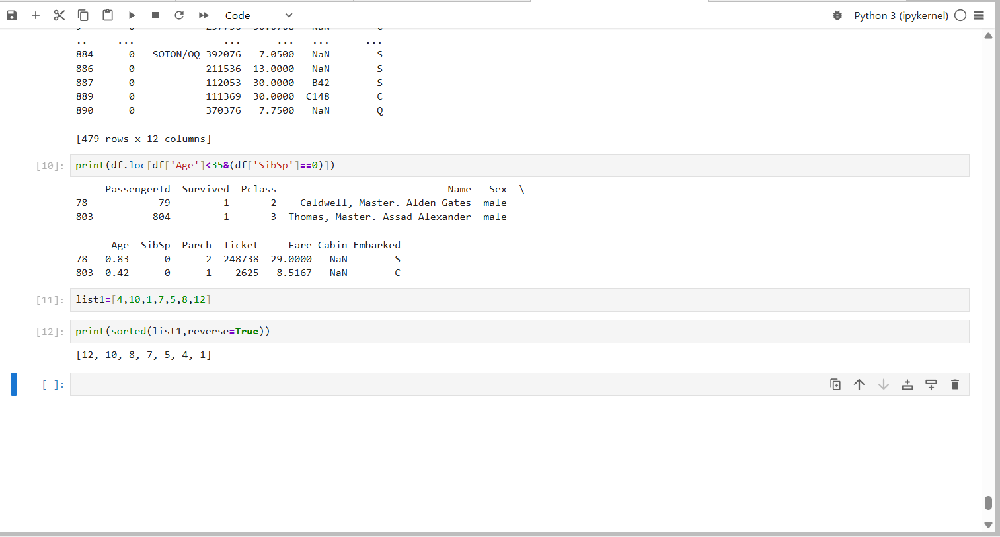 Code
Python 3 (ipykernel)
.. ... ... ... ... ...
884 0 SOTON/OQ 392076 7.0500 NaN S
886 0 211536 13.0000 NaN S
887 0 112053 30.0000 B42 S
889 0 111369 30.0000 C148 C
890 0 370376 7.7500 NaN Q
[479 rows x 12 columns]
[10]: print(df.loc[df['Age']<35&(df['SibSp']==0)])
PassengerId Survived Pclass Name Sex \
78 79 1 2 Caldwell, Master. Alden Gates male
803 804 1 3 Thomas, Master. Assad Alexander male
Age SibSp Parch Ticket Fare Cabin Embarked
78 0.83 0 2 248738 29.0000 NaN S
803 0.42 0 1 2625 8.5167 NaN C
[11]: list1=[4,10,1,7,5,8,12]
[12]: print(sorted(list1,reverse=True))
[12, 10, 8, 7, 5, 4, 1]
[ ]: